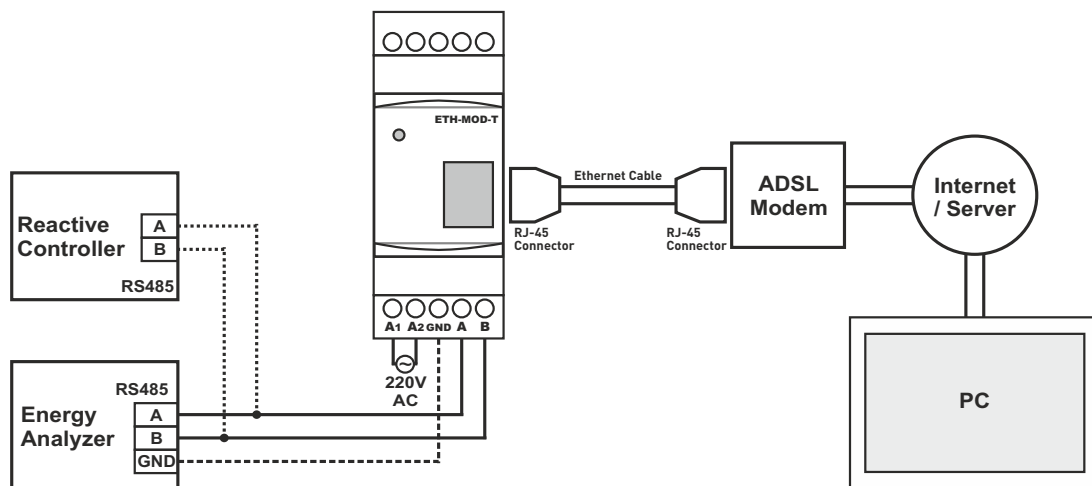 ETH-MOD-T
Reactive
Controller
A
B
RS485
Energy
Analyzer
RS485
A
B
GND
A1 A2 GND A B
220V
AC
RJ-45
Connector
Ethernet Cable
RJ-45
Connector
ADSL
Modem
Internet
/ Server
PC